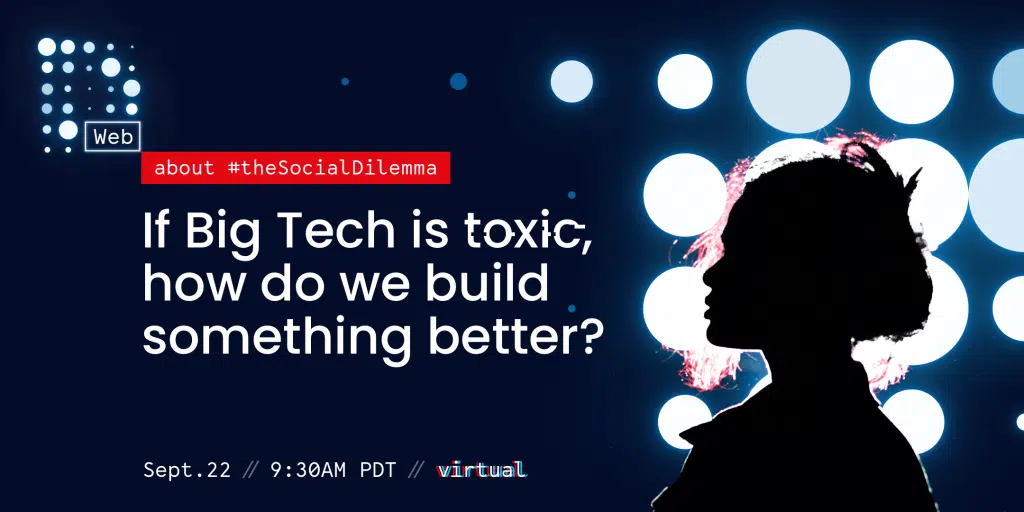 Web
about #theSocialDilemma
If Big Tech is toxic,
how do we build
something better?
Sept.22 // 9:30AM PDT // virtual